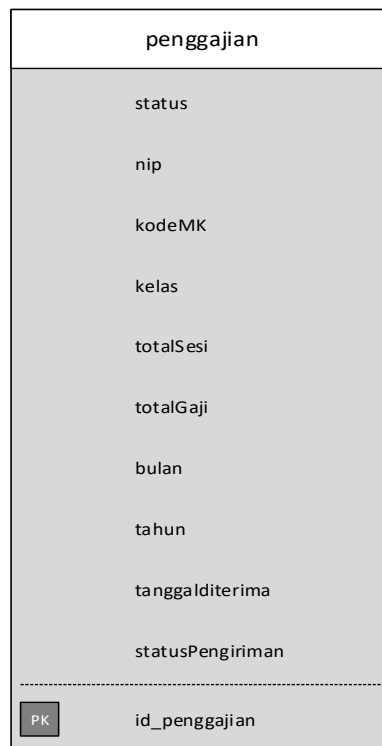 penggajian
status
nip
kodeMK
kelas
totalSesi
totalGaji
bulan
tahun
tanggalditerima
statusPengiriman
PK id_penggajian